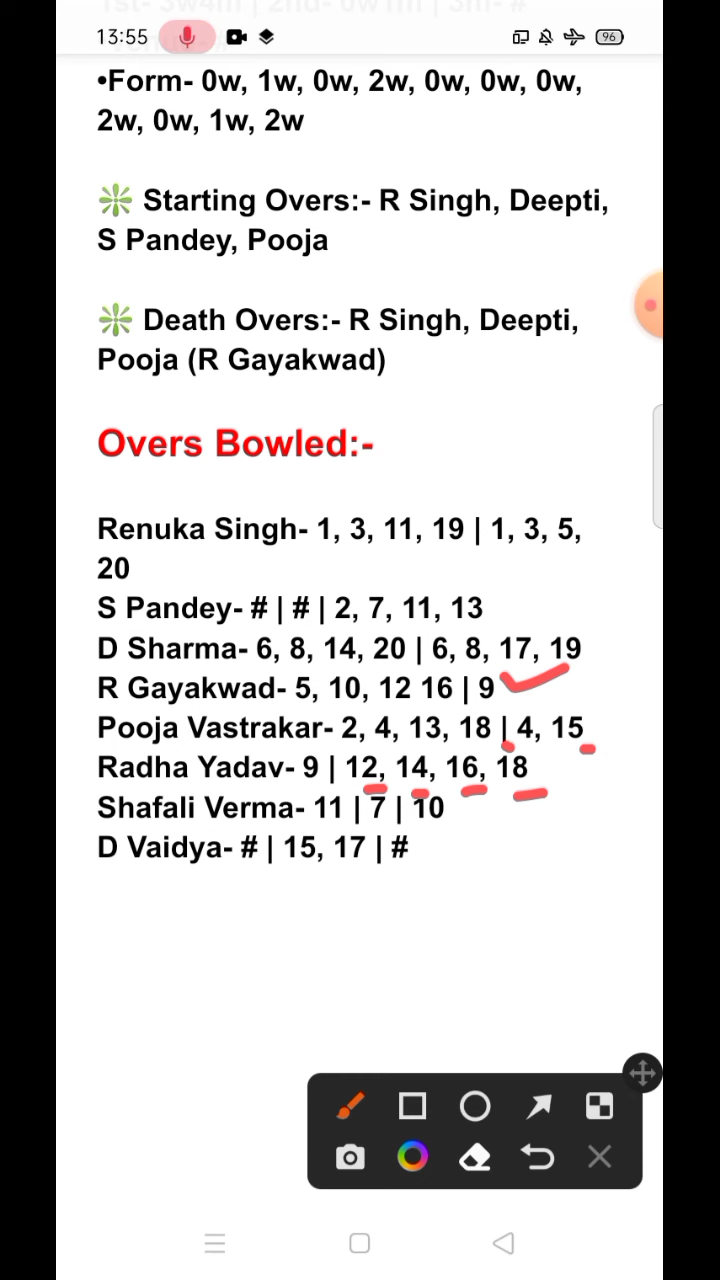 13:55
96
•Form- 0w, 1w, 0w, 2w, 0w, 0w, 0w,
2w, 0w, 1w, 2w
Starting Overs:- R Singh, Deepti,
S Pandey, Pooja
Death Overs:- R Singh, Deepti,
Pooja (R Gayakwad)
Overs Bowled:-
Renuka Singh- 1, 3, 11, 19 | 1, 3, 5,
20
S Pandey- # | # | 2, 7, 11, 13
D Sharma- 6, 8, 14, 20 | 6, 8, 17, 19
R Gayakwad- 5, 10, 12 16 | 9
Pooja Vastrakar- 2, 4, 13, 18 | 4, 15
Radha Yadav- 9 | 12, 14, 16, 18
Shafali Verma- 11 | 7 | 10
D Vaidya- # | 15, 17 | #